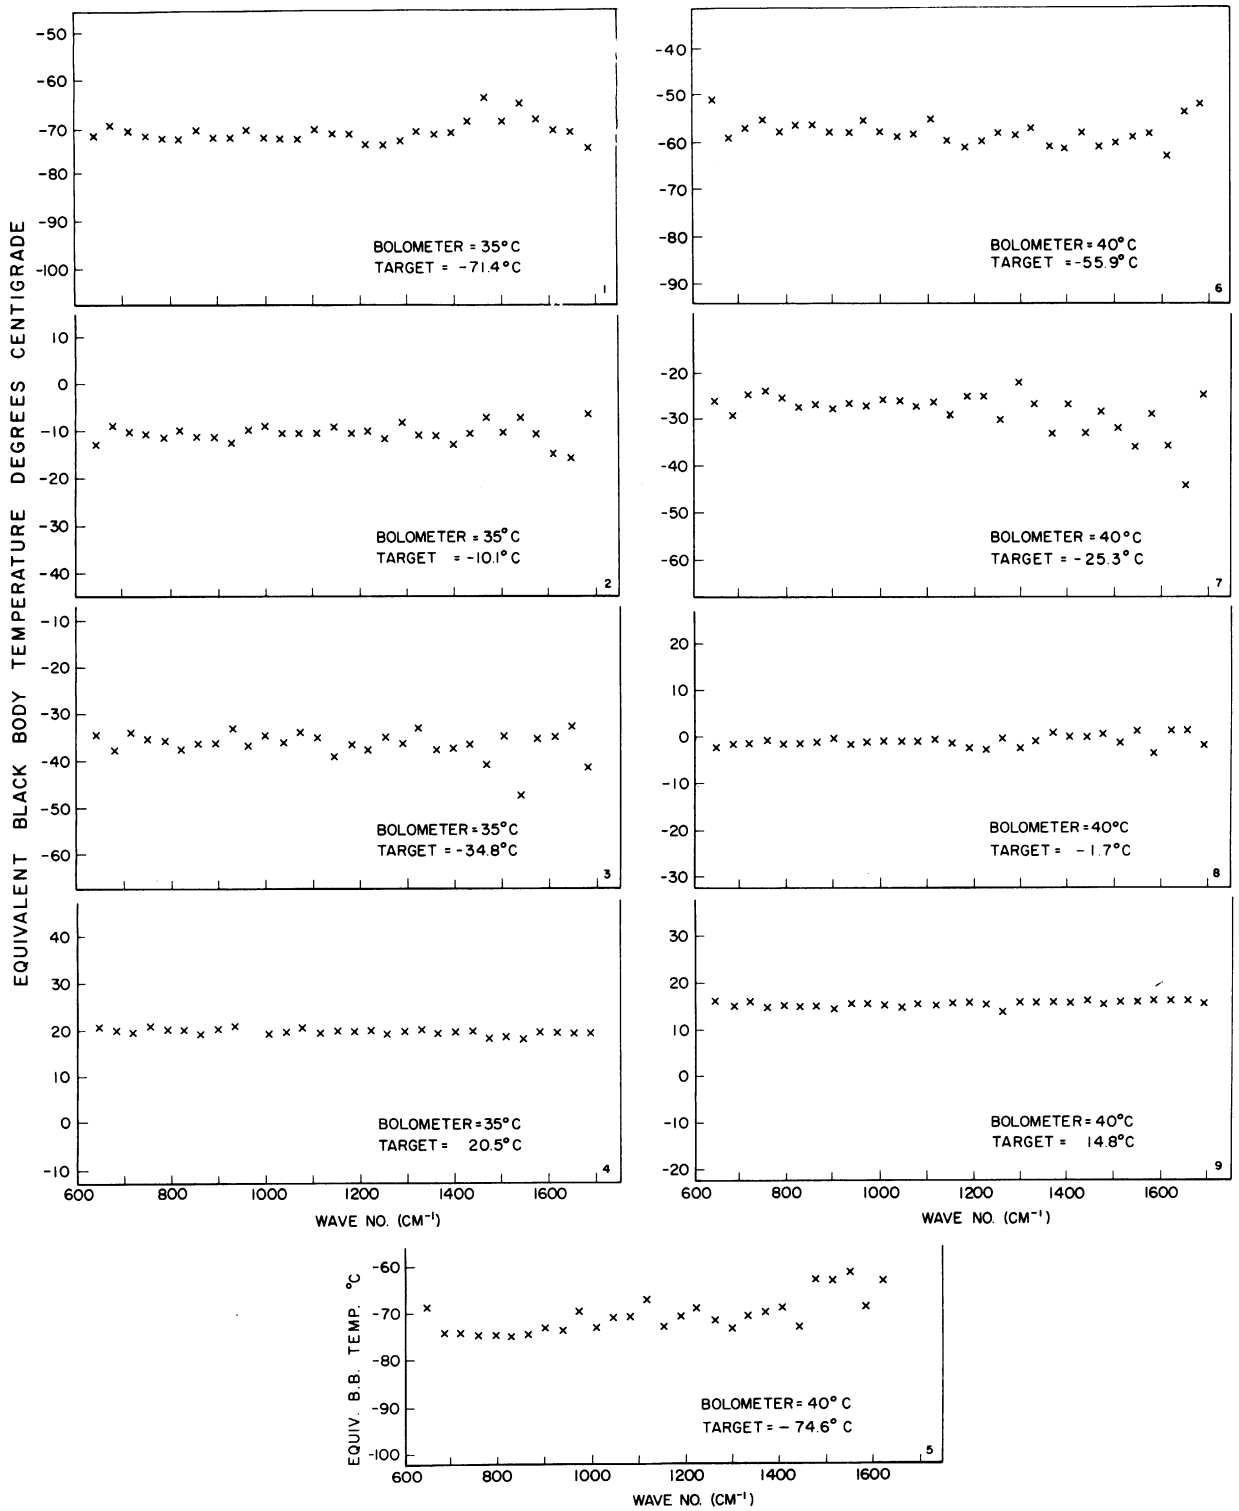 EQUIVALENT BLACK BODY TEMPERATURE DEGREES CENTIGRADE
-50
-60
-70
-80
-90
-100
BOLOMETER = 35°C
TARGET = -71.4°C
1
10
0
-10
-20
-30
-40
BOLOMETER = 35°C
TARGET = -10.1°C
2
-10
-20
-30
-40
-50
-60
BOLOMETER = 35°C
TARGET = -34.8°C
3
40
30
20
10
0
-10
BOLOMETER = 35°C
TARGET = 20.5°C
4
600 800 1000 1200 1400 1600
WAVE NO. (CM⁻¹)
-40
-50
-60
-70
-80
-90
BOLOMETER = 40°C
TARGET = -55.9°C
6
-20
-30
-40
-50
-60
BOLOMETER = 40°C
TARGET = -25.3°C
7
20
10
0
-10
-20
-30
BOLOMETER = 40°C
TARGET = -1.7°C
8
30
20
10
0
-10
-20
BOLOMETER = 40°C
TARGET = 14.8°C
9
600 800 1000 1200 1400 1600
WAVE NO. (CM⁻¹)
EQUIV. B.B. TEMP. °C
-60
-70
-80
-90
-100
BOLOMETER = 40°C
TARGET = -74.6°C
5
600 800 1000 1200 1400 1600
WAVE NO. (CM⁻¹)